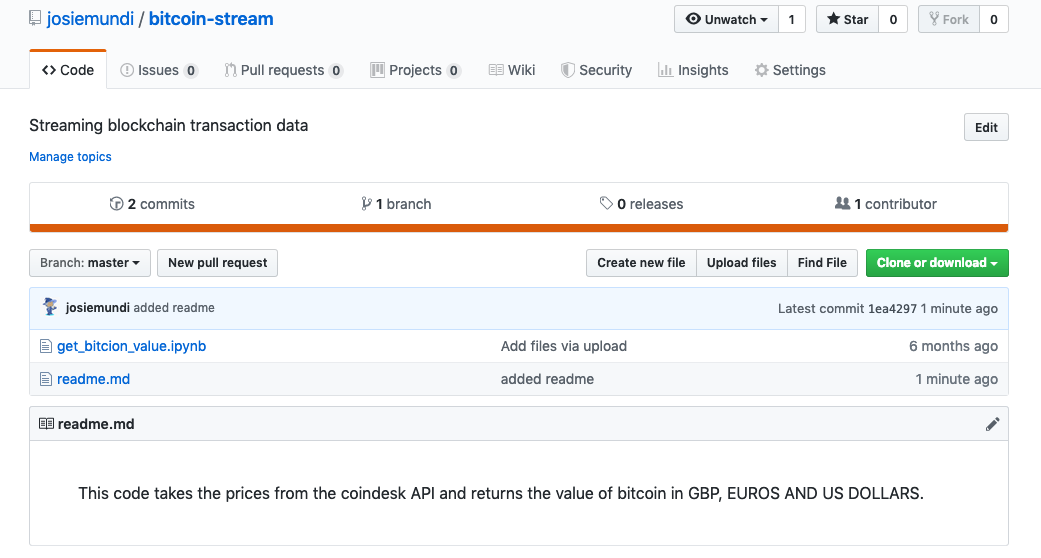 josiemundi / bitcoin-stream Unwatch 1 Star 0 Fork 0
Code Issues 0 Pull requests 0 Projects 0 Wiki Security Insights Settings
Streaming blockchain transaction data Edit
Manage topics
2 commits 1 branch 0 releases 1 contributor
Branch: master New pull request Create new file Upload files Find File Clone or download
josiemundi added readme Latest commit 1ea4297 1 minute ago
get_bitcion_value.ipynb Add files via upload 6 months ago
readme.md added readme 1 minute ago
readme.md
This code takes the prices from the coindesk API and returns the value of bitcoin in GBP, EUROS AND US DOLLARS.